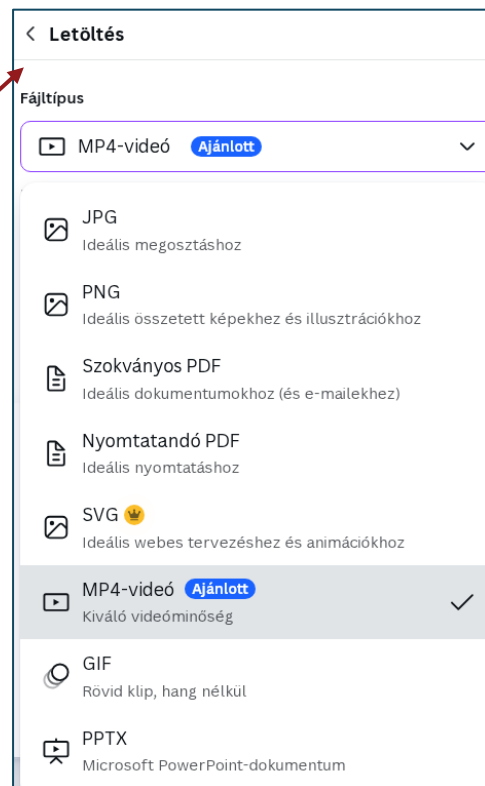 Letöltés
Fájltípus
MP4-videó Ajánlott
JPG
Ideális megosztáshoz
PNG
Ideális összetett képekhez és illusztrációkhoz
Szokványos PDF
Ideális dokumentumokhoz (és e-mailekhez)
Nyomtatandó PDF
Ideális nyomtatáshoz
SVG
Ideális webes tervezéshez és animációkhoz
MP4-videó Ajánlott
Kiváló videóminőség
GIF
Rövid klip, hang nélkül
PPTX
Microsoft PowerPoint-dokumentum